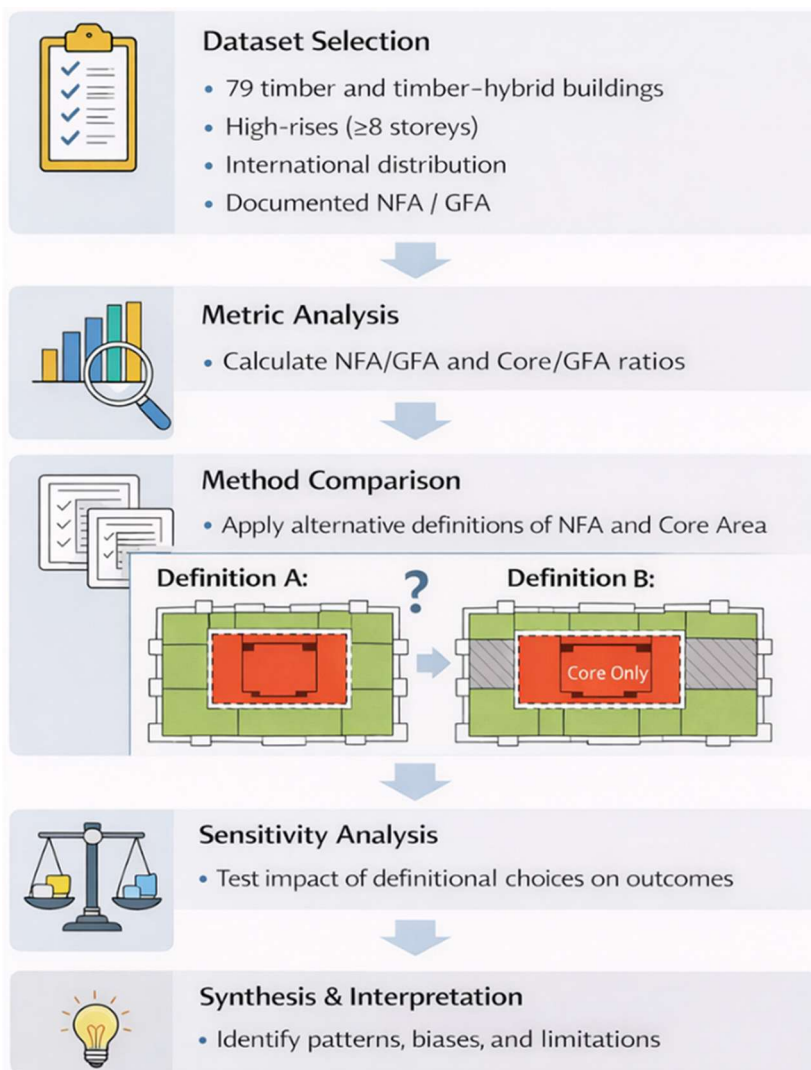 Dataset Selection
• 79 timber and timber-hybrid buildings
• High-rises (≥8 storeys)
• International distribution
• Documented NFA / GFA
Metric Analysis
• Calculate NFA/GFA and Core/GFA ratios
Method Comparison
• Apply alternative definitions of NFA and Core Area
Definition A:
?
Definition B:
Core Only
Sensitivity Analysis
• Test impact of definitional choices on outcomes
Synthesis & Interpretation
• Identify patterns, biases, and limitations